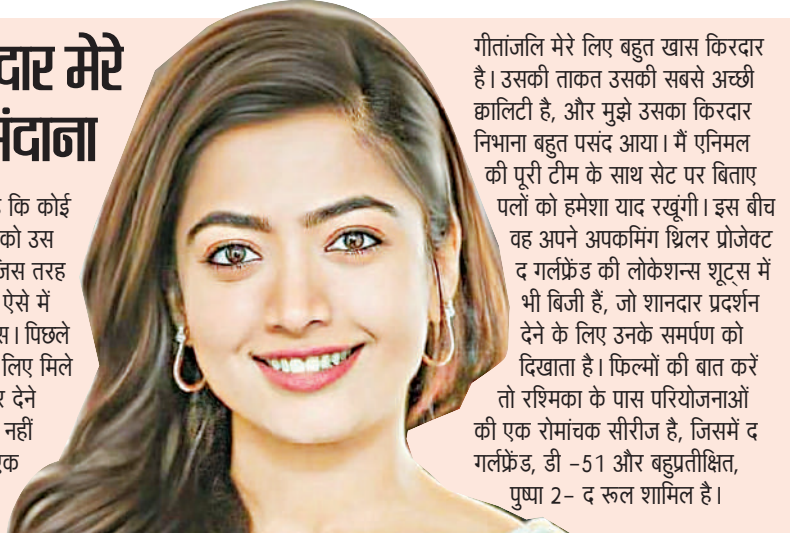 मेरे
कि कोई
को उस
तरह
ऐसे में
पिछले
लिए मिले
देने
नहीं
गीतांजलि मेरे लिए बहुत खास किरदार
है। उसकी ताकत उसकी सबसे अच्छी
क्वालिटी है, और मुझे उसका किरदार
निभाना बहुत पसंद आया। मैं एनिमल
की पूरी टीम के साथ सेट पर बिताए
पलों को हमेशा याद रखूंगी। इस बीच
वह अपने अपकमिंग थ्रिलर प्रोजेक्ट
द गर्लफ्रेंड की लोकेशन्स शूट्स में
भी बिजी हैं, जो शानदार प्रदर्शन
देने के लिए उनके समर्पण को
दिखाता है। फिल्मों की बात करें
तो रश्मिका के पास परियोजनाओं
की एक रोमांचक सीरीज है, जिसमें द
गर्लफ्रेंड, डी -51 और बहुप्रतीक्षित,
पुष्पा 2- द रूल शामिल है।